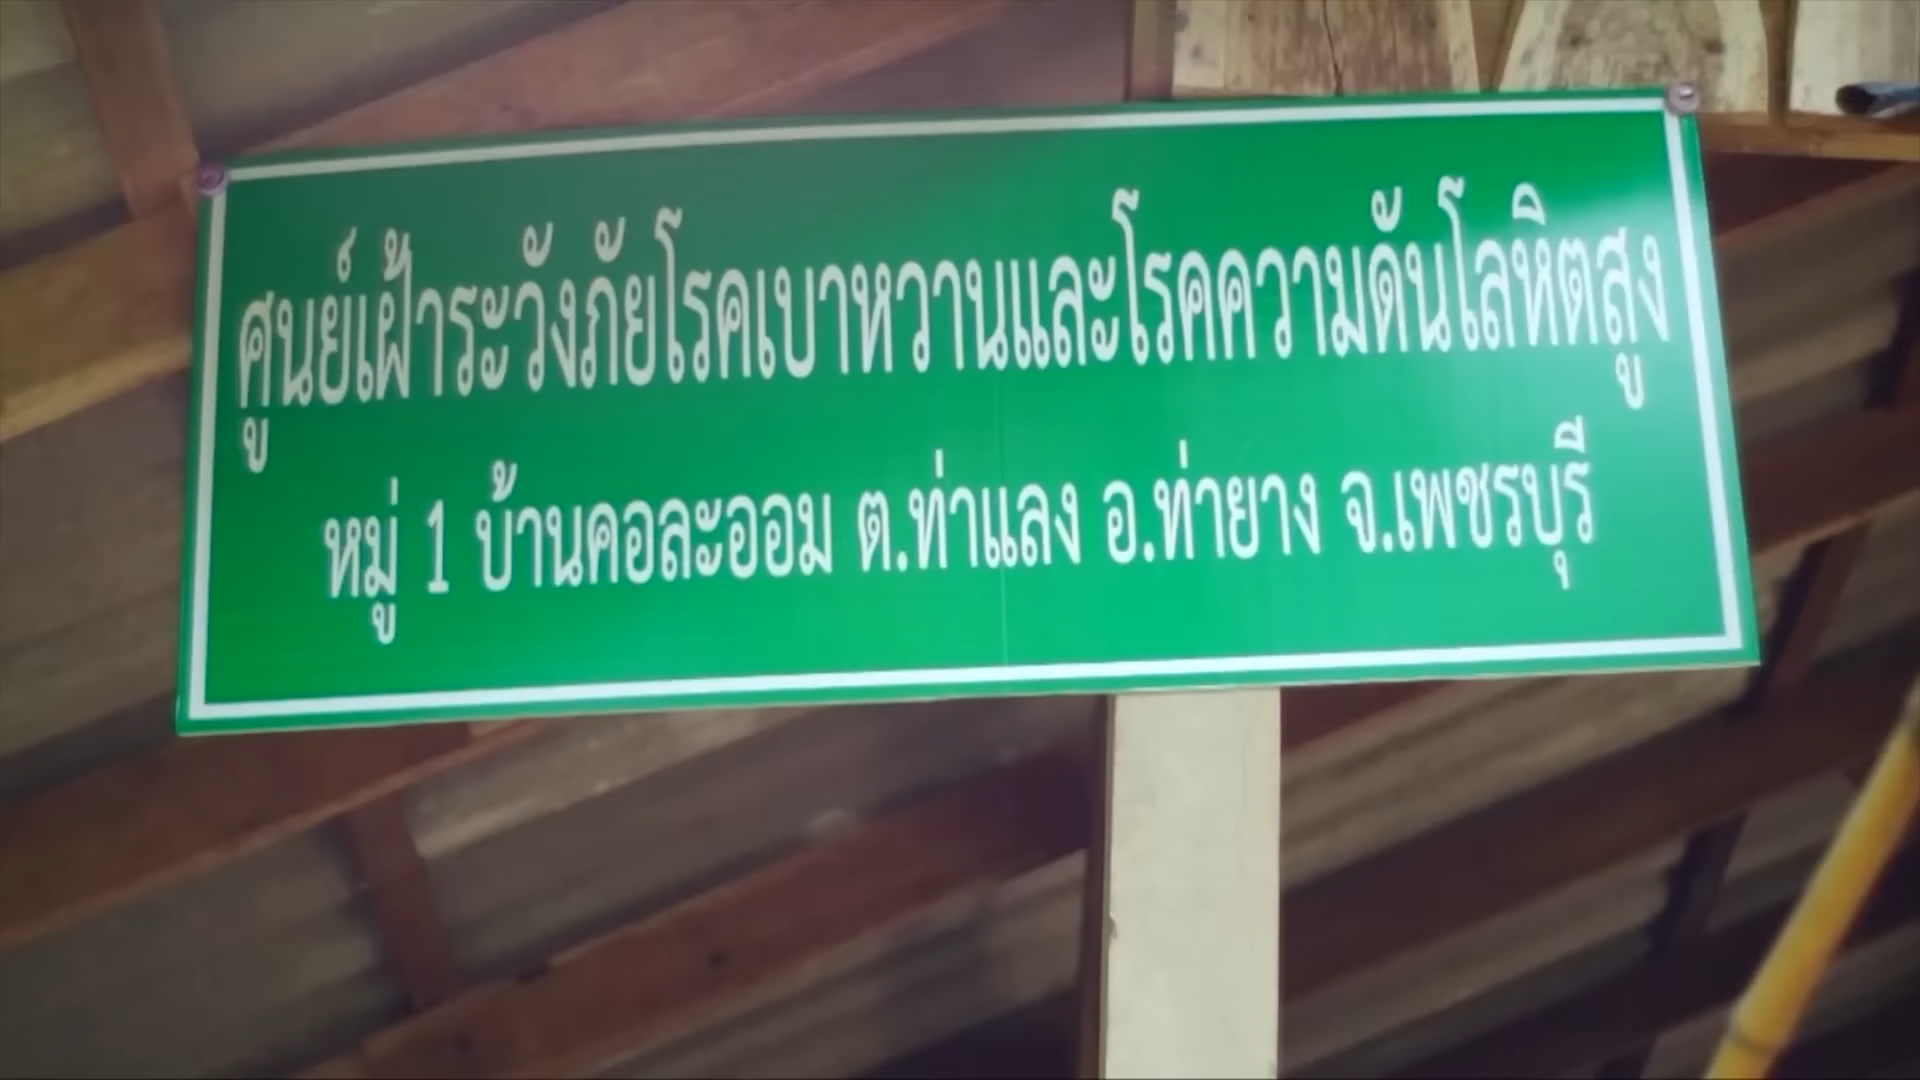 ศูนย์เฝ้าระวังภัยโรคเบาหวานและโรคความดันโลหิตสูง
หมู่ 1 บ้านคอละออม ต.ท่าแลง อ.ท่ายาง จ.เพชรบุรี